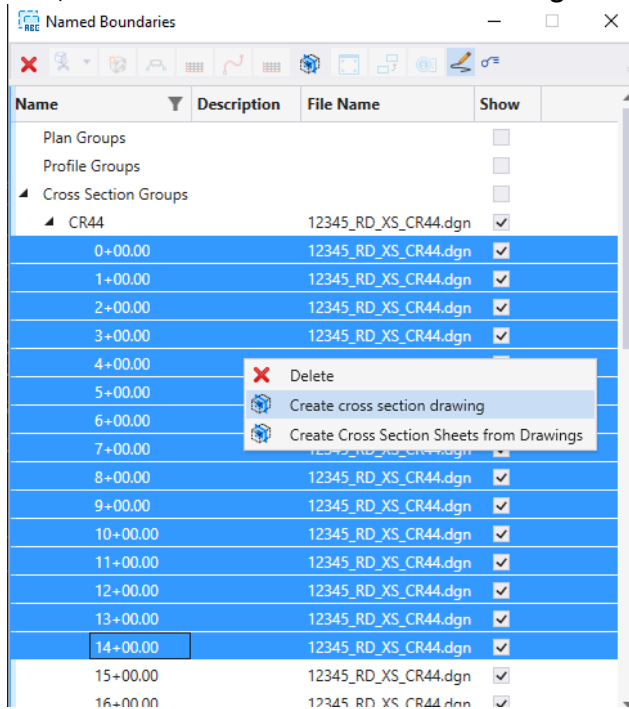 Named Boundaries
Name Description File Name Show
Plan Groups
Profile Groups
Cross Section Groups
CR44 12345_RD_XS_CR44.dgn
0+00.00 12345_RD_XS_CR44.dgn
1+00.00 12345_RD_XS_CR44.dgn
2+00.00 12345_RD_XS_CR44.dgn
3+00.00 12345_RD_XS_CR44.dgn
4+00.00
Delete
5+00.00
Create cross section drawing
6+00.00
Create Cross Section Sheets from Drawings
7+00.00 12345_RD_XS_CR44.dgn
8+00.00 12345_RD_XS_CR44.dgn
9+00.00 12345_RD_XS_CR44.dgn
10+00.00 12345_RD_XS_CR44.dgn
11+00.00 12345_RD_XS_CR44.dgn
12+00.00 12345_RD_XS_CR44.dgn
13+00.00 12345_RD_XS_CR44.dgn
14+00.00 12345_RD_XS_CR44.dgn
15+00.00 12345_RD_XS_CR44.dgn
16+00.00 12345_RD_XS_CR44.dgn